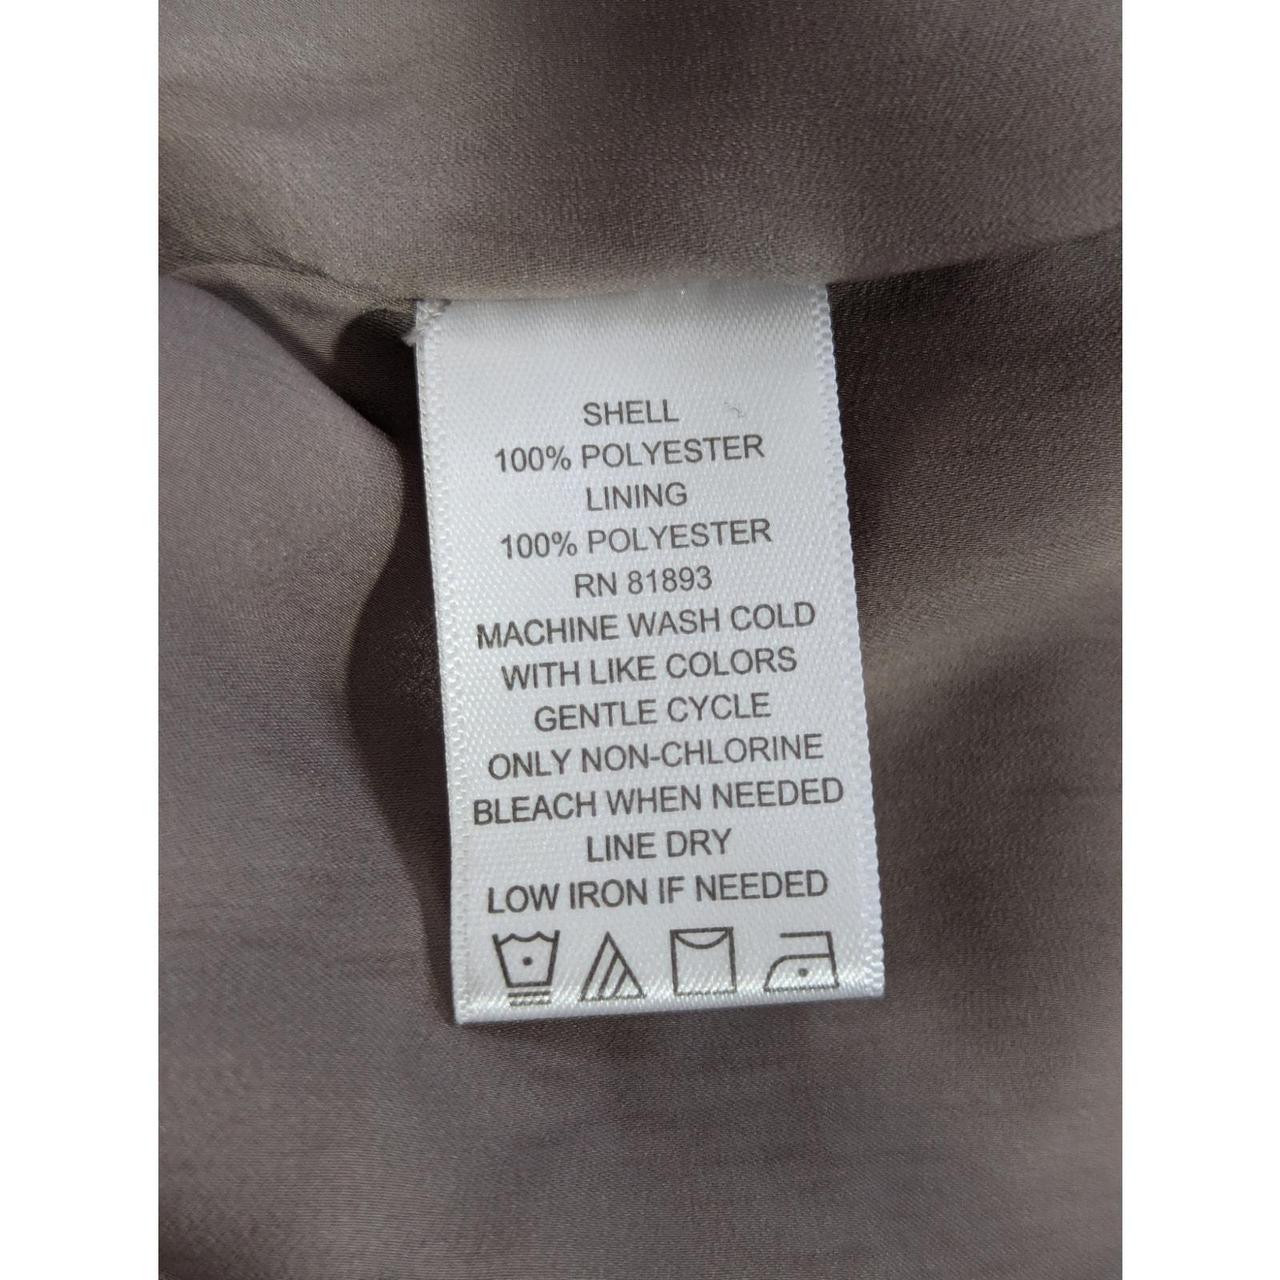 SHELL
100% POLYESTER
LINING
100% POLYESTER
RN 81893
MACHINE WASH COLD
WITH LIKE COLORS
GENTLE CYCLE
ONLY NON-CHLORINE
BLEACH WHEN NEEDED
LINE DRY
LOW IRON IF NEEDED